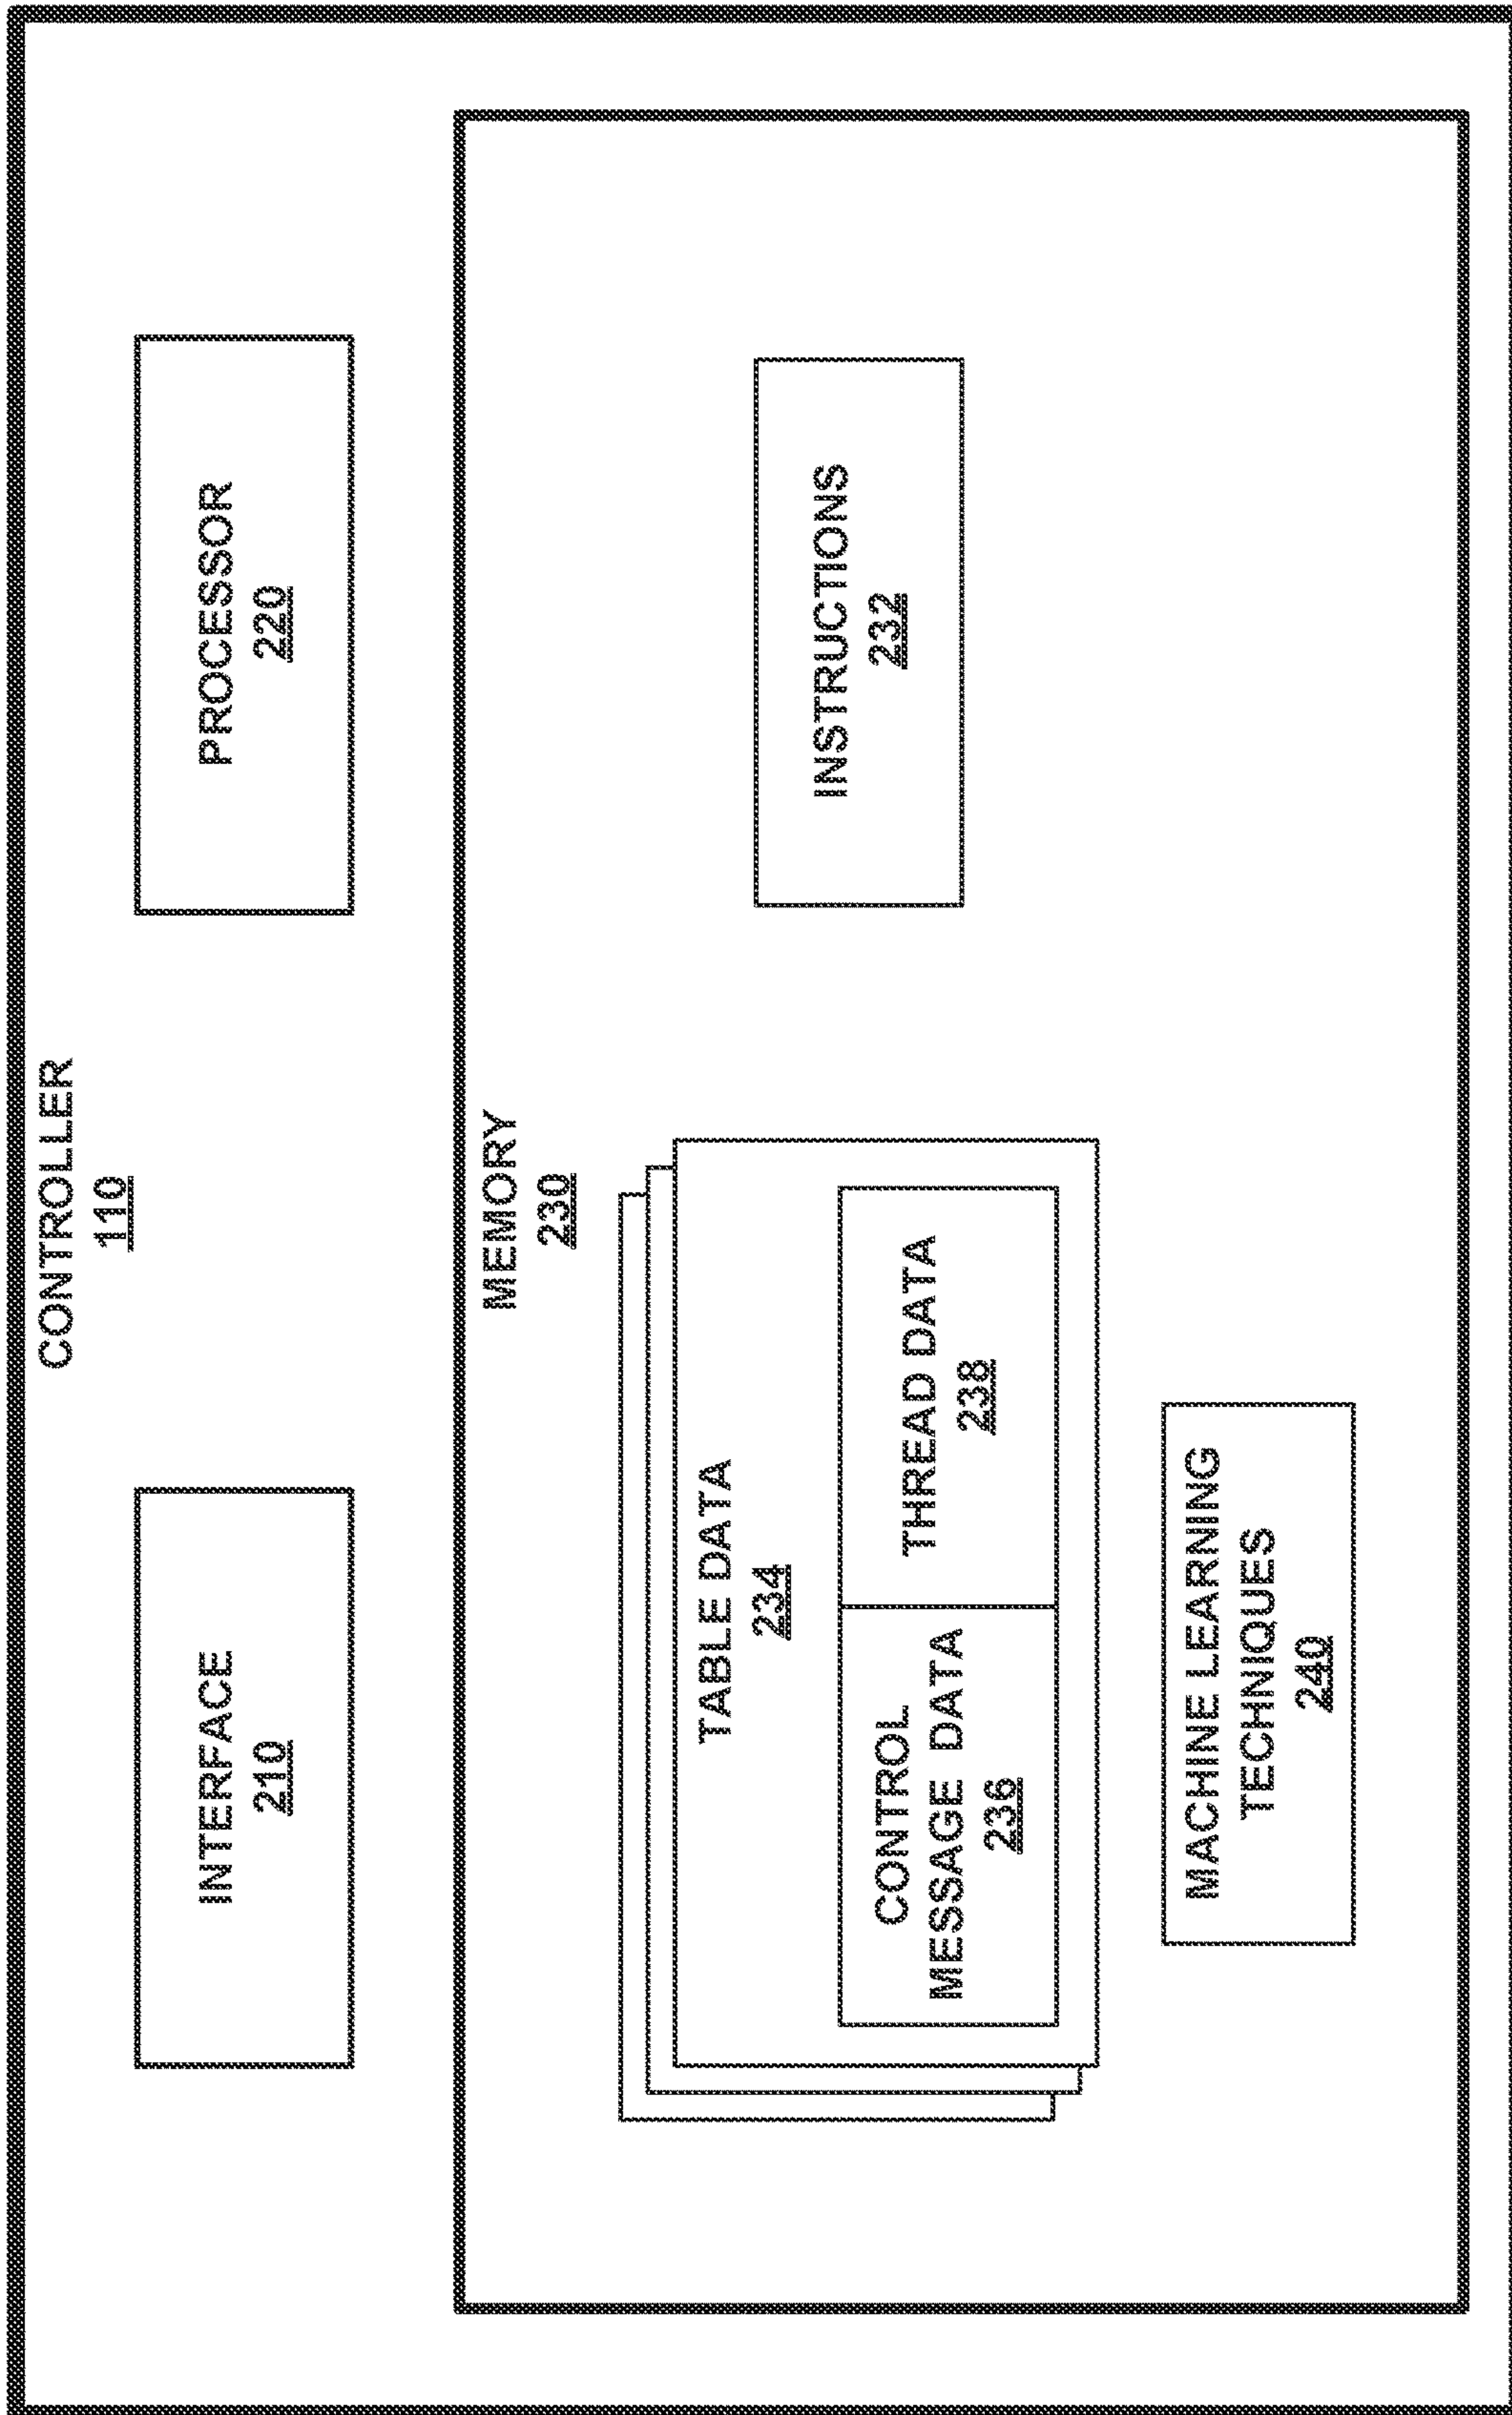 CONTROLLER
110
INTERFACE
210
PROCESSOR
220
MEMORY
230
TABLE DATA
234
CONTROL
MESSAGE DATA
236
THREAD DATA
238
INSTRUCTIONS
232
MACHINE LEARNING
TECHNIQUES
240